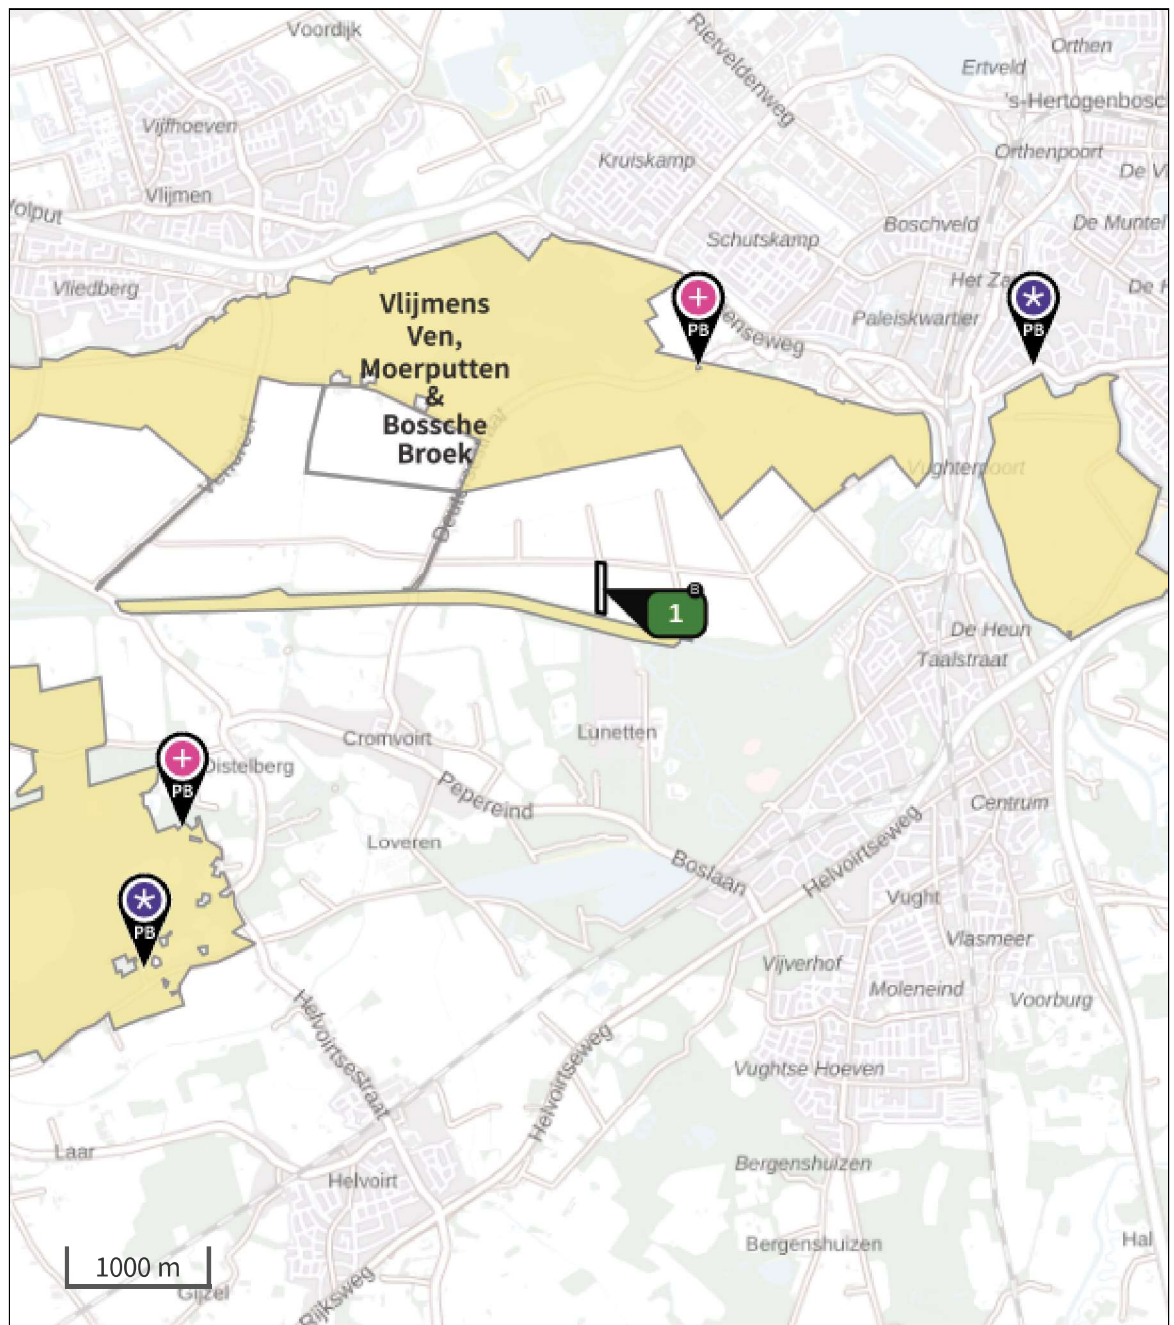 Voordijk
Rietveldenweg
Orthen
Ertveld
's-Hertogenbosc
Vijfhoeven
Kruiskamp
Orthenpoort
De V
Vlijmen
Boschveld
De Muntel
Schutskamp
Vliedberg
Het Za
De H
Vlijmens
Ven,
Moerputten
&
Bossche
Broek
+
PB
enseweg
Paleiskwartier
*
PB
Vughterpoort
1
B
De Heun
Taalstraat
Cromvoirt
Lunetten
+
PB
Distelberg
Pepereind
Centrum
Loveren
Boslaan
Helvoirtseweg
Vught
*
PB
Vlasmeer
Vijverhof
Moleneind
Voorburg
Helvoirtsestraat
Helvoirtseweg
Vughtse Hoeven
Laar
Bergenshuizen
Helvoirt
Bergenshuizen
Hal
1000 m
Gijzel
Rijksweg